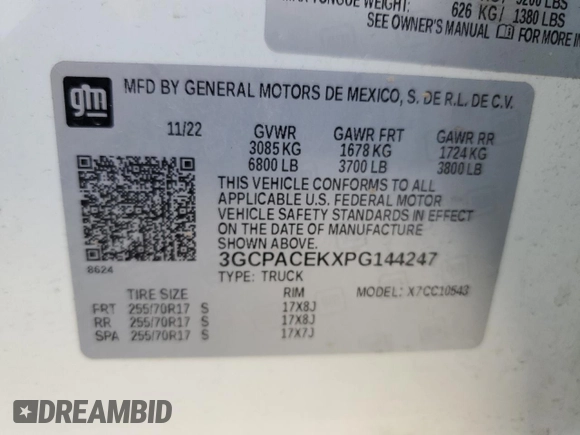 626 KG / 1380 LBS
SEE OWNER'S MANUAL FOR MORE
gm
MFD BY GENERAL MOTORS DE MEXICO, S. DE R.L. DE C.V.
11/22 GVWR GAWR FRT GAWR RR
3085 KG 1678 KG 1724 KG
6800 LB 3700 LB 3800 LB
THIS VEHICLE CONFORMS TO ALL
APPLICABLE U.S. FEDERAL MOTOR
VEHICLE SAFETY STANDARDS IN EFFECT
ON THE DATE OF MANUFACTURE
SHOWN ABOVE.
8624
3GCPACEKXPG144247
TYPE: TRUCK
TIRE SIZE RIM MODEL: X7CC10543
FRT 255/70R17 S 17X8J
RR 255/70R17 S 17X8J
SPA 255/70R17 S 17X7J
DREAMBID